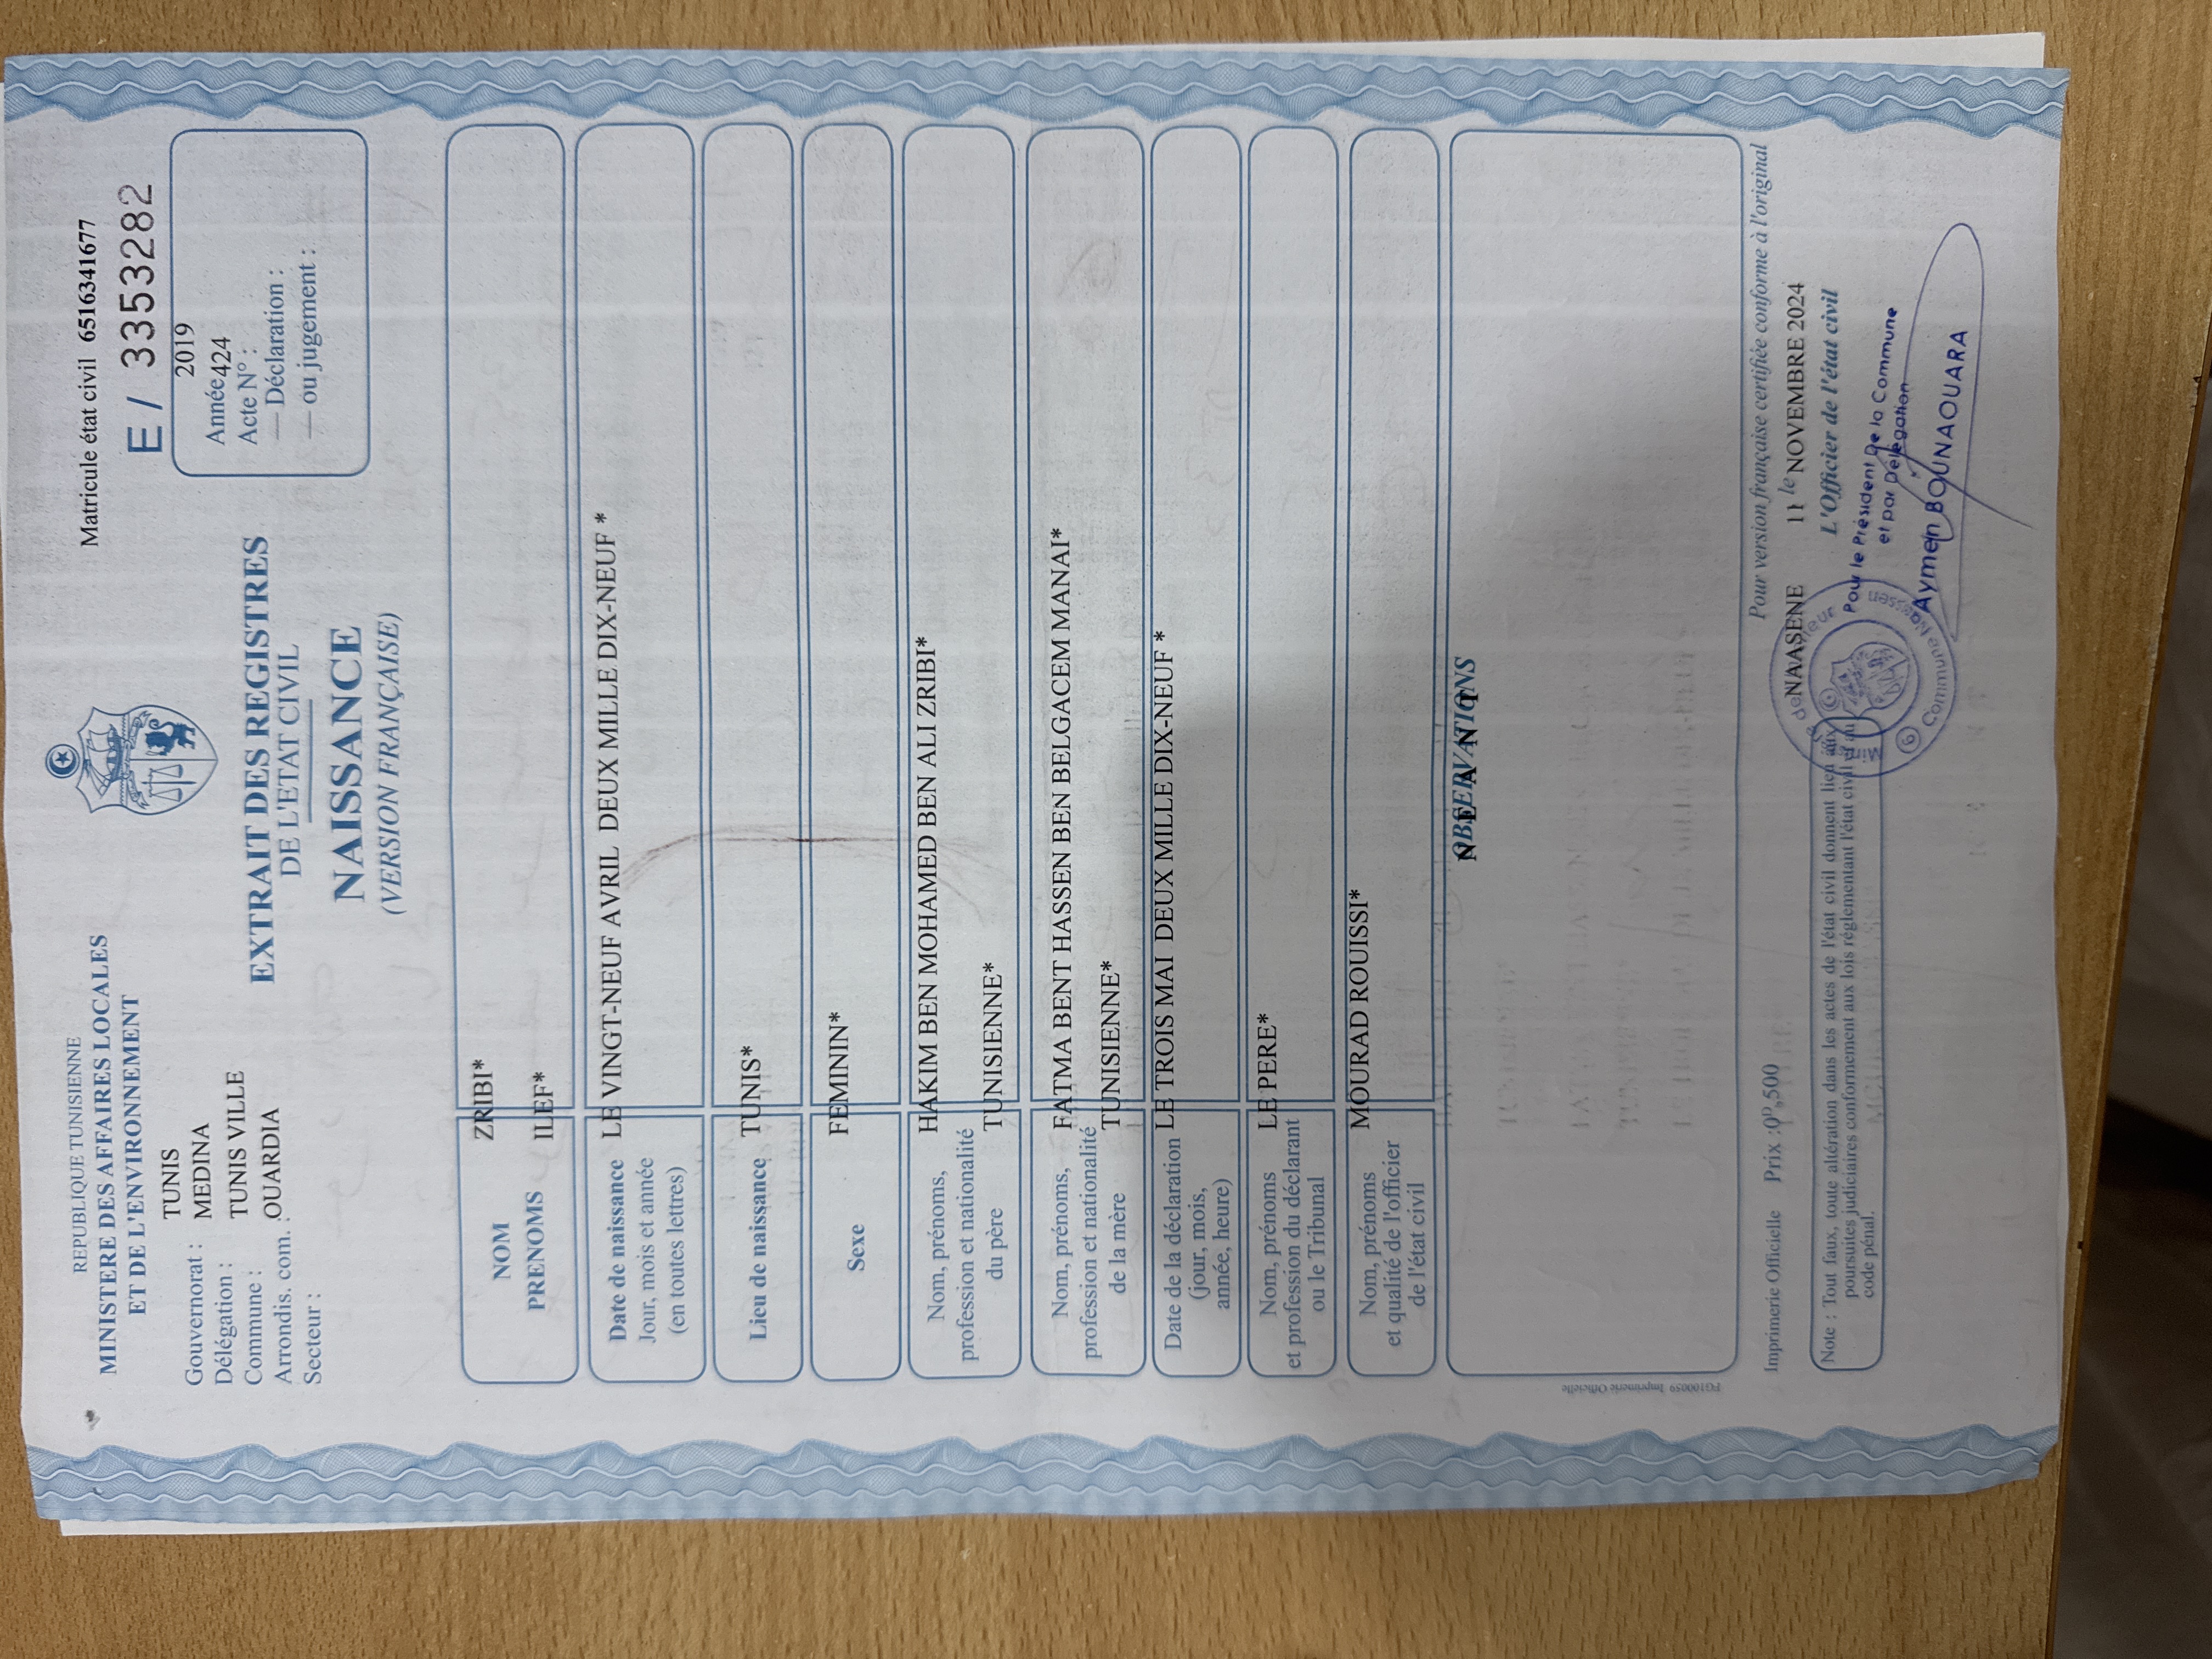 REPUBLIQUE TUNISIENNE
MINISTERE DES AFFAIRES LOCALES
ET DE L'ENVIRONNEMENT
Matricule état civil 65163341677
E / 3353282
Gouvernorat : TUNIS
Délégation : MEDINA
Commune : TUNIS VILLE
Arrondis. com. : OUARDIA
Secteur :
2019
Année 424
Acte N° :
— Déclaration :
— ou jugement :
EXTRAIT DES REGISTRES
DE L'ETAT CIVIL
NAISSANCE
(VERSION FRANÇAISE)
NOM ZRIBI*
PRENOMS ILEF*
Date de naissance LE VINGT-NEUF AVRIL DEUX MILLE DIX-NEUF *
Jour, mois et année
(en toutes lettres)
Lieu de naissance TUNIS*
Sexe FEMININ*
Nom, prénoms, HAKIM BEN MOHAMED BEN ALI ZRIBI*
profession et nationalité
du père TUNISIENNE*
Nom, prénoms, FATMA BENT HASSEN BEN BELGACEM MANAI*
profession et nationalité
de la mère TUNISIENNE*
Date de la déclaration LE TROIS MAI DEUX MILLE DIX-NEUF *
(jour, mois,
année, heure)
Nom, prénoms LE PERE*
et profession du déclarant
ou le Tribunal
Nom, prénoms MOURAD ROUISSI*
et qualité de l'officier
de l'état civil
OBSERVATIONS
N E A N T
PG100059 Imprimerie Officielle
Imprimerie Officielle Prix : 0D,500
Pour version française certifiée conforme à l'original
NAASENE 11 le NOVEMBRE 2024
L'Officier de l'état civil
Pour le Président De la Commune
et par Délégation
Aymen BOUNAOUARA
Commune Naassen
Note : Tout faux, toute altération dans les actes de l'état civil donnent lieu aux
poursuites judiciaires conformement aux lois réglementant l'état civil et au
code pénal.